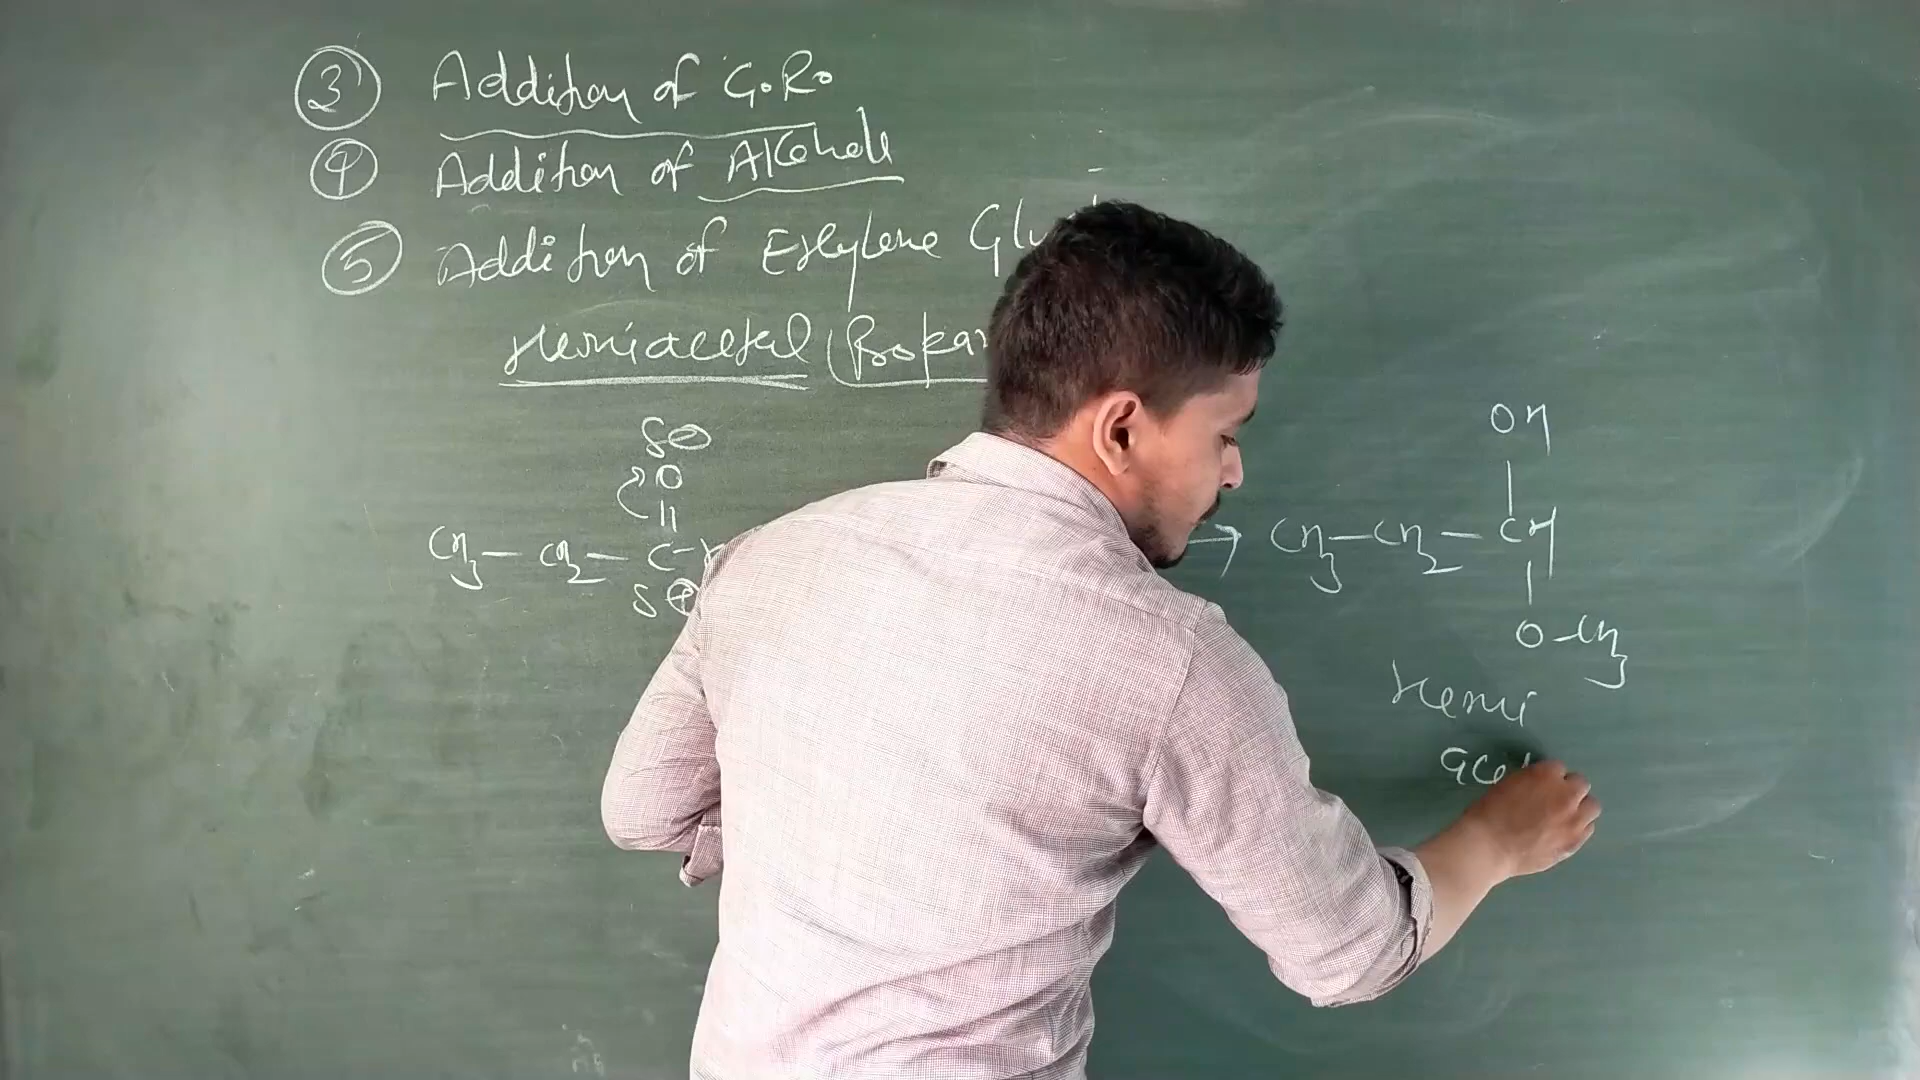 ③ Addition of G.R.
④ Addition of Alcohols
⑤ Addition of Ethylene
Hemiacetal
δ⊖
O
||
CH3 — CH2 — C —
δ⊕
OH
|
→ CH3 — CH2 — CH
|
O — CH3
Hemi